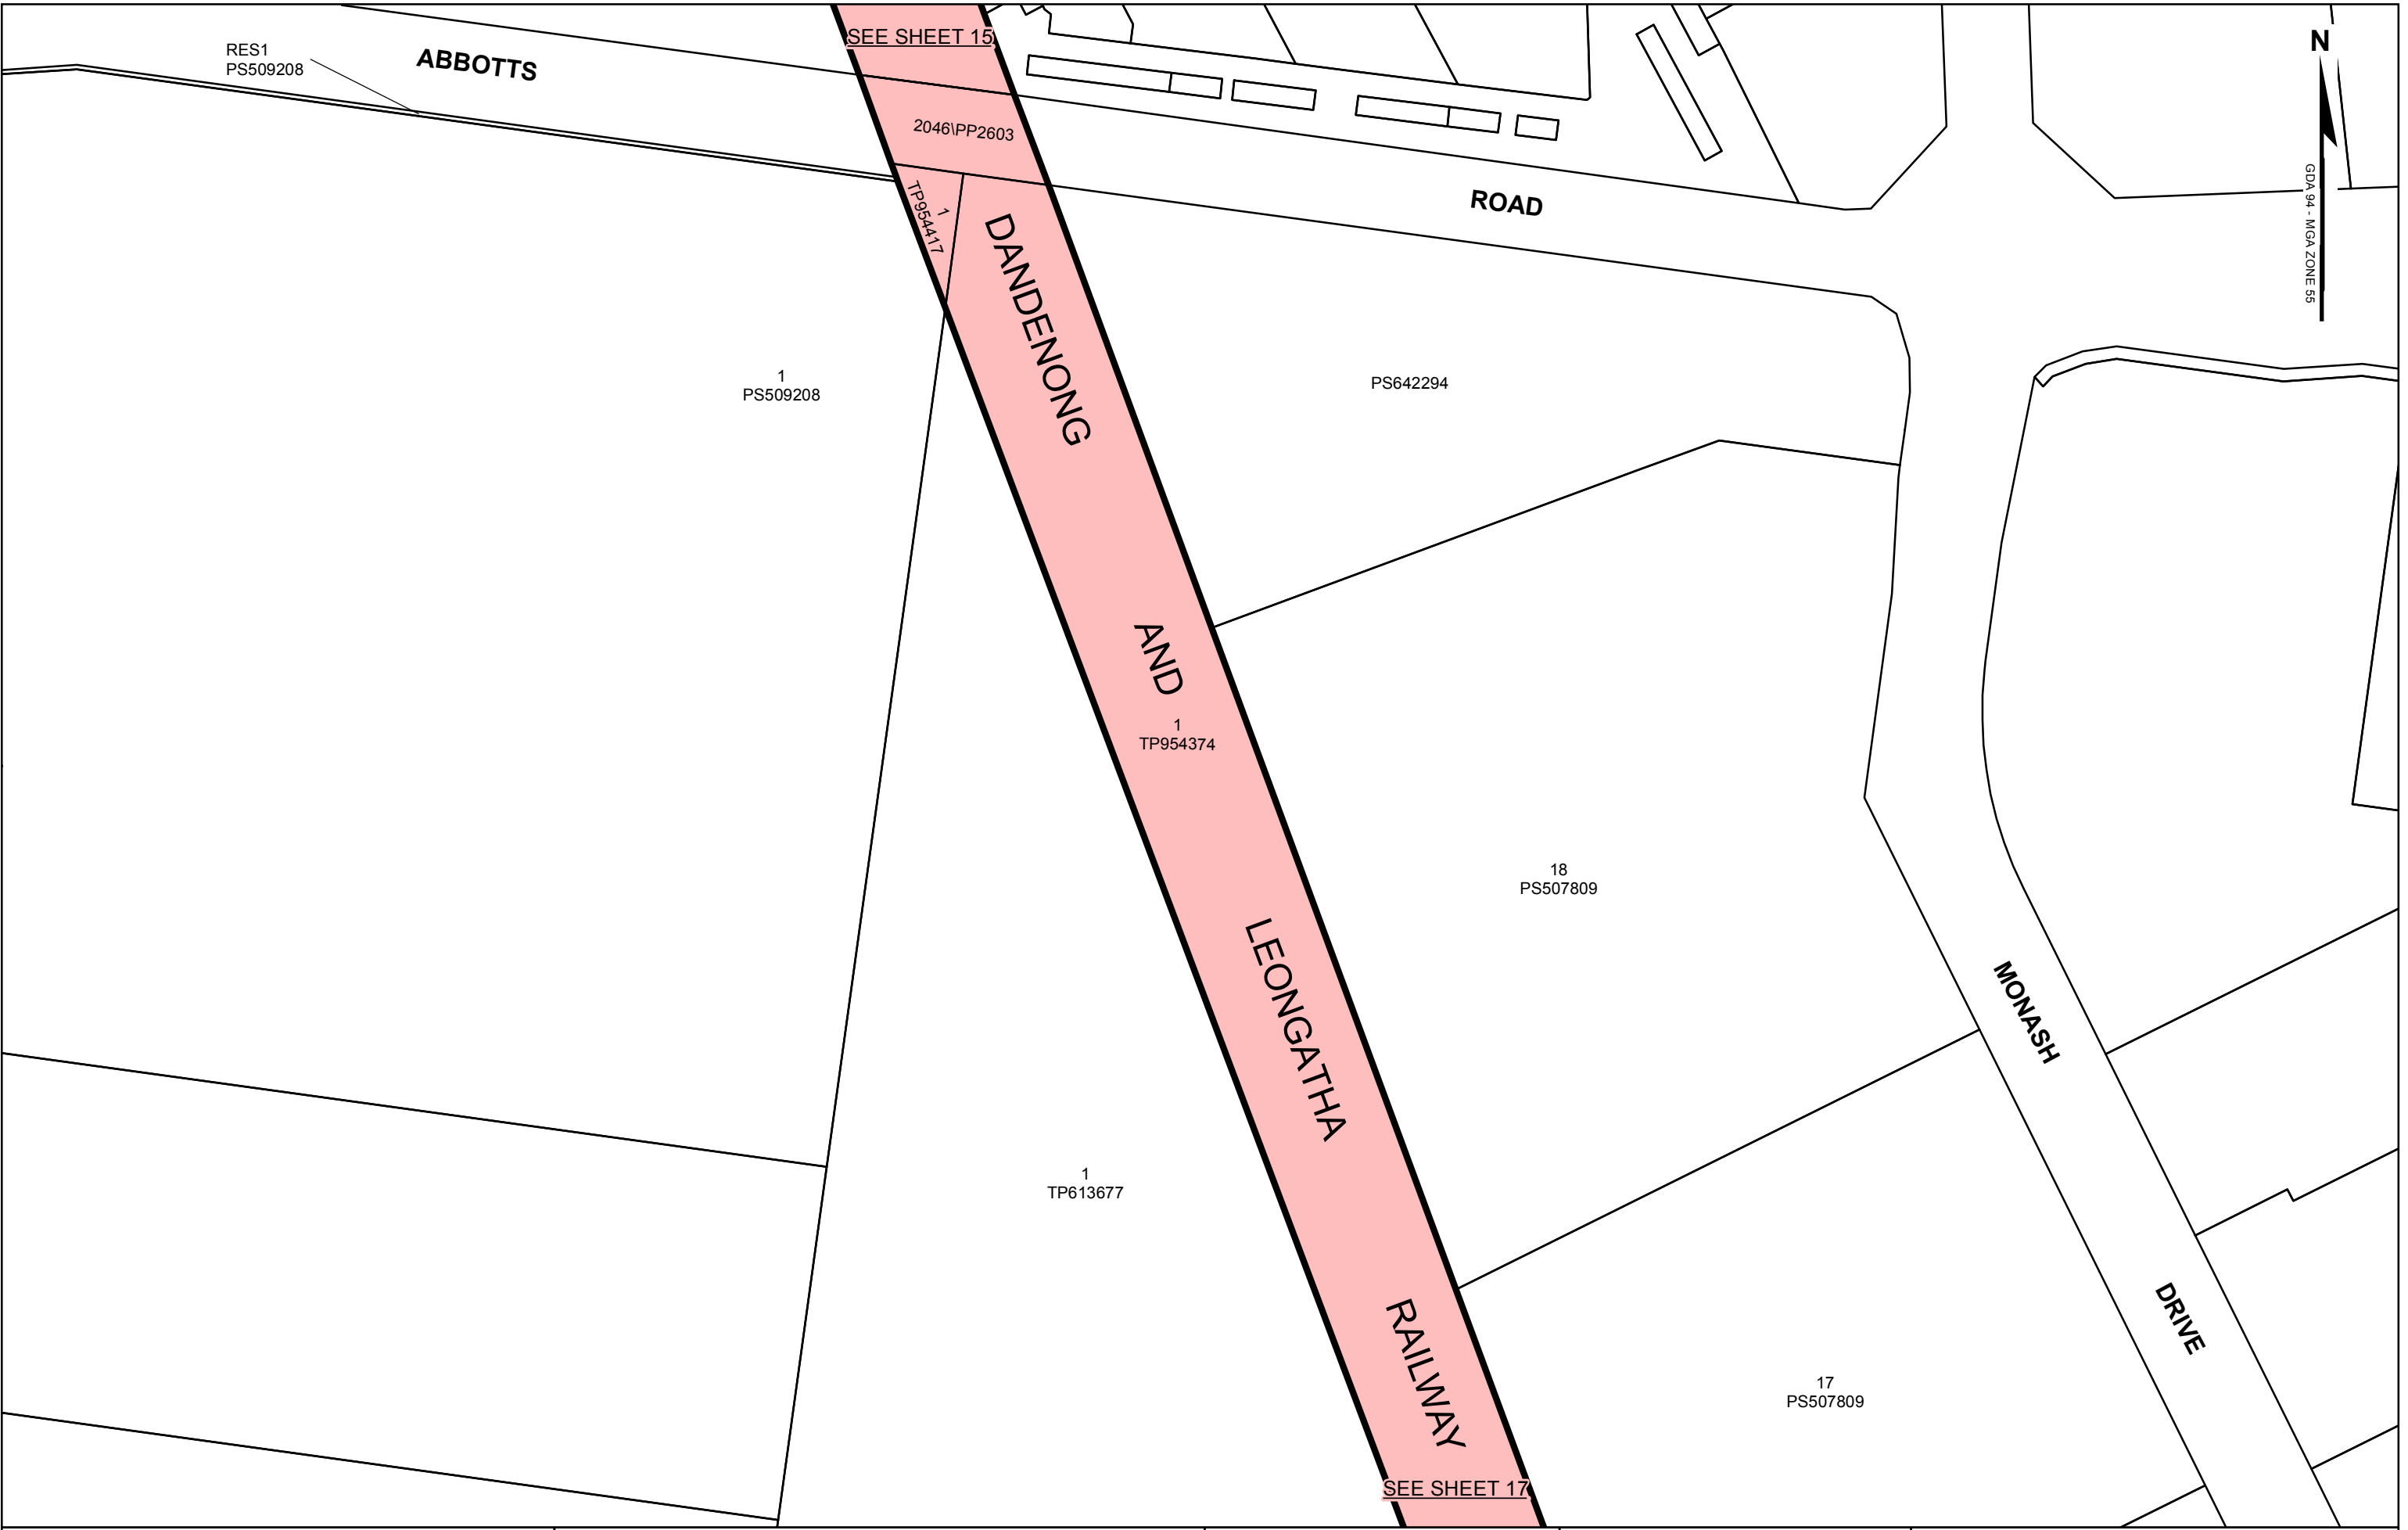 SEE SHEET 15
N
RES1
PS509208
ABBOTTS
2046\PP2603
ROAD
GDA 94 - MGA ZONE 55
1
TP954417
DANDENONG
1
PS509208
PS642294
AND
1
TP954374
18
PS507809
LEONGATHA
MONASH
1
TP613677
DRIVE
RAILWAY
17
PS507809
SEE SHEET 17